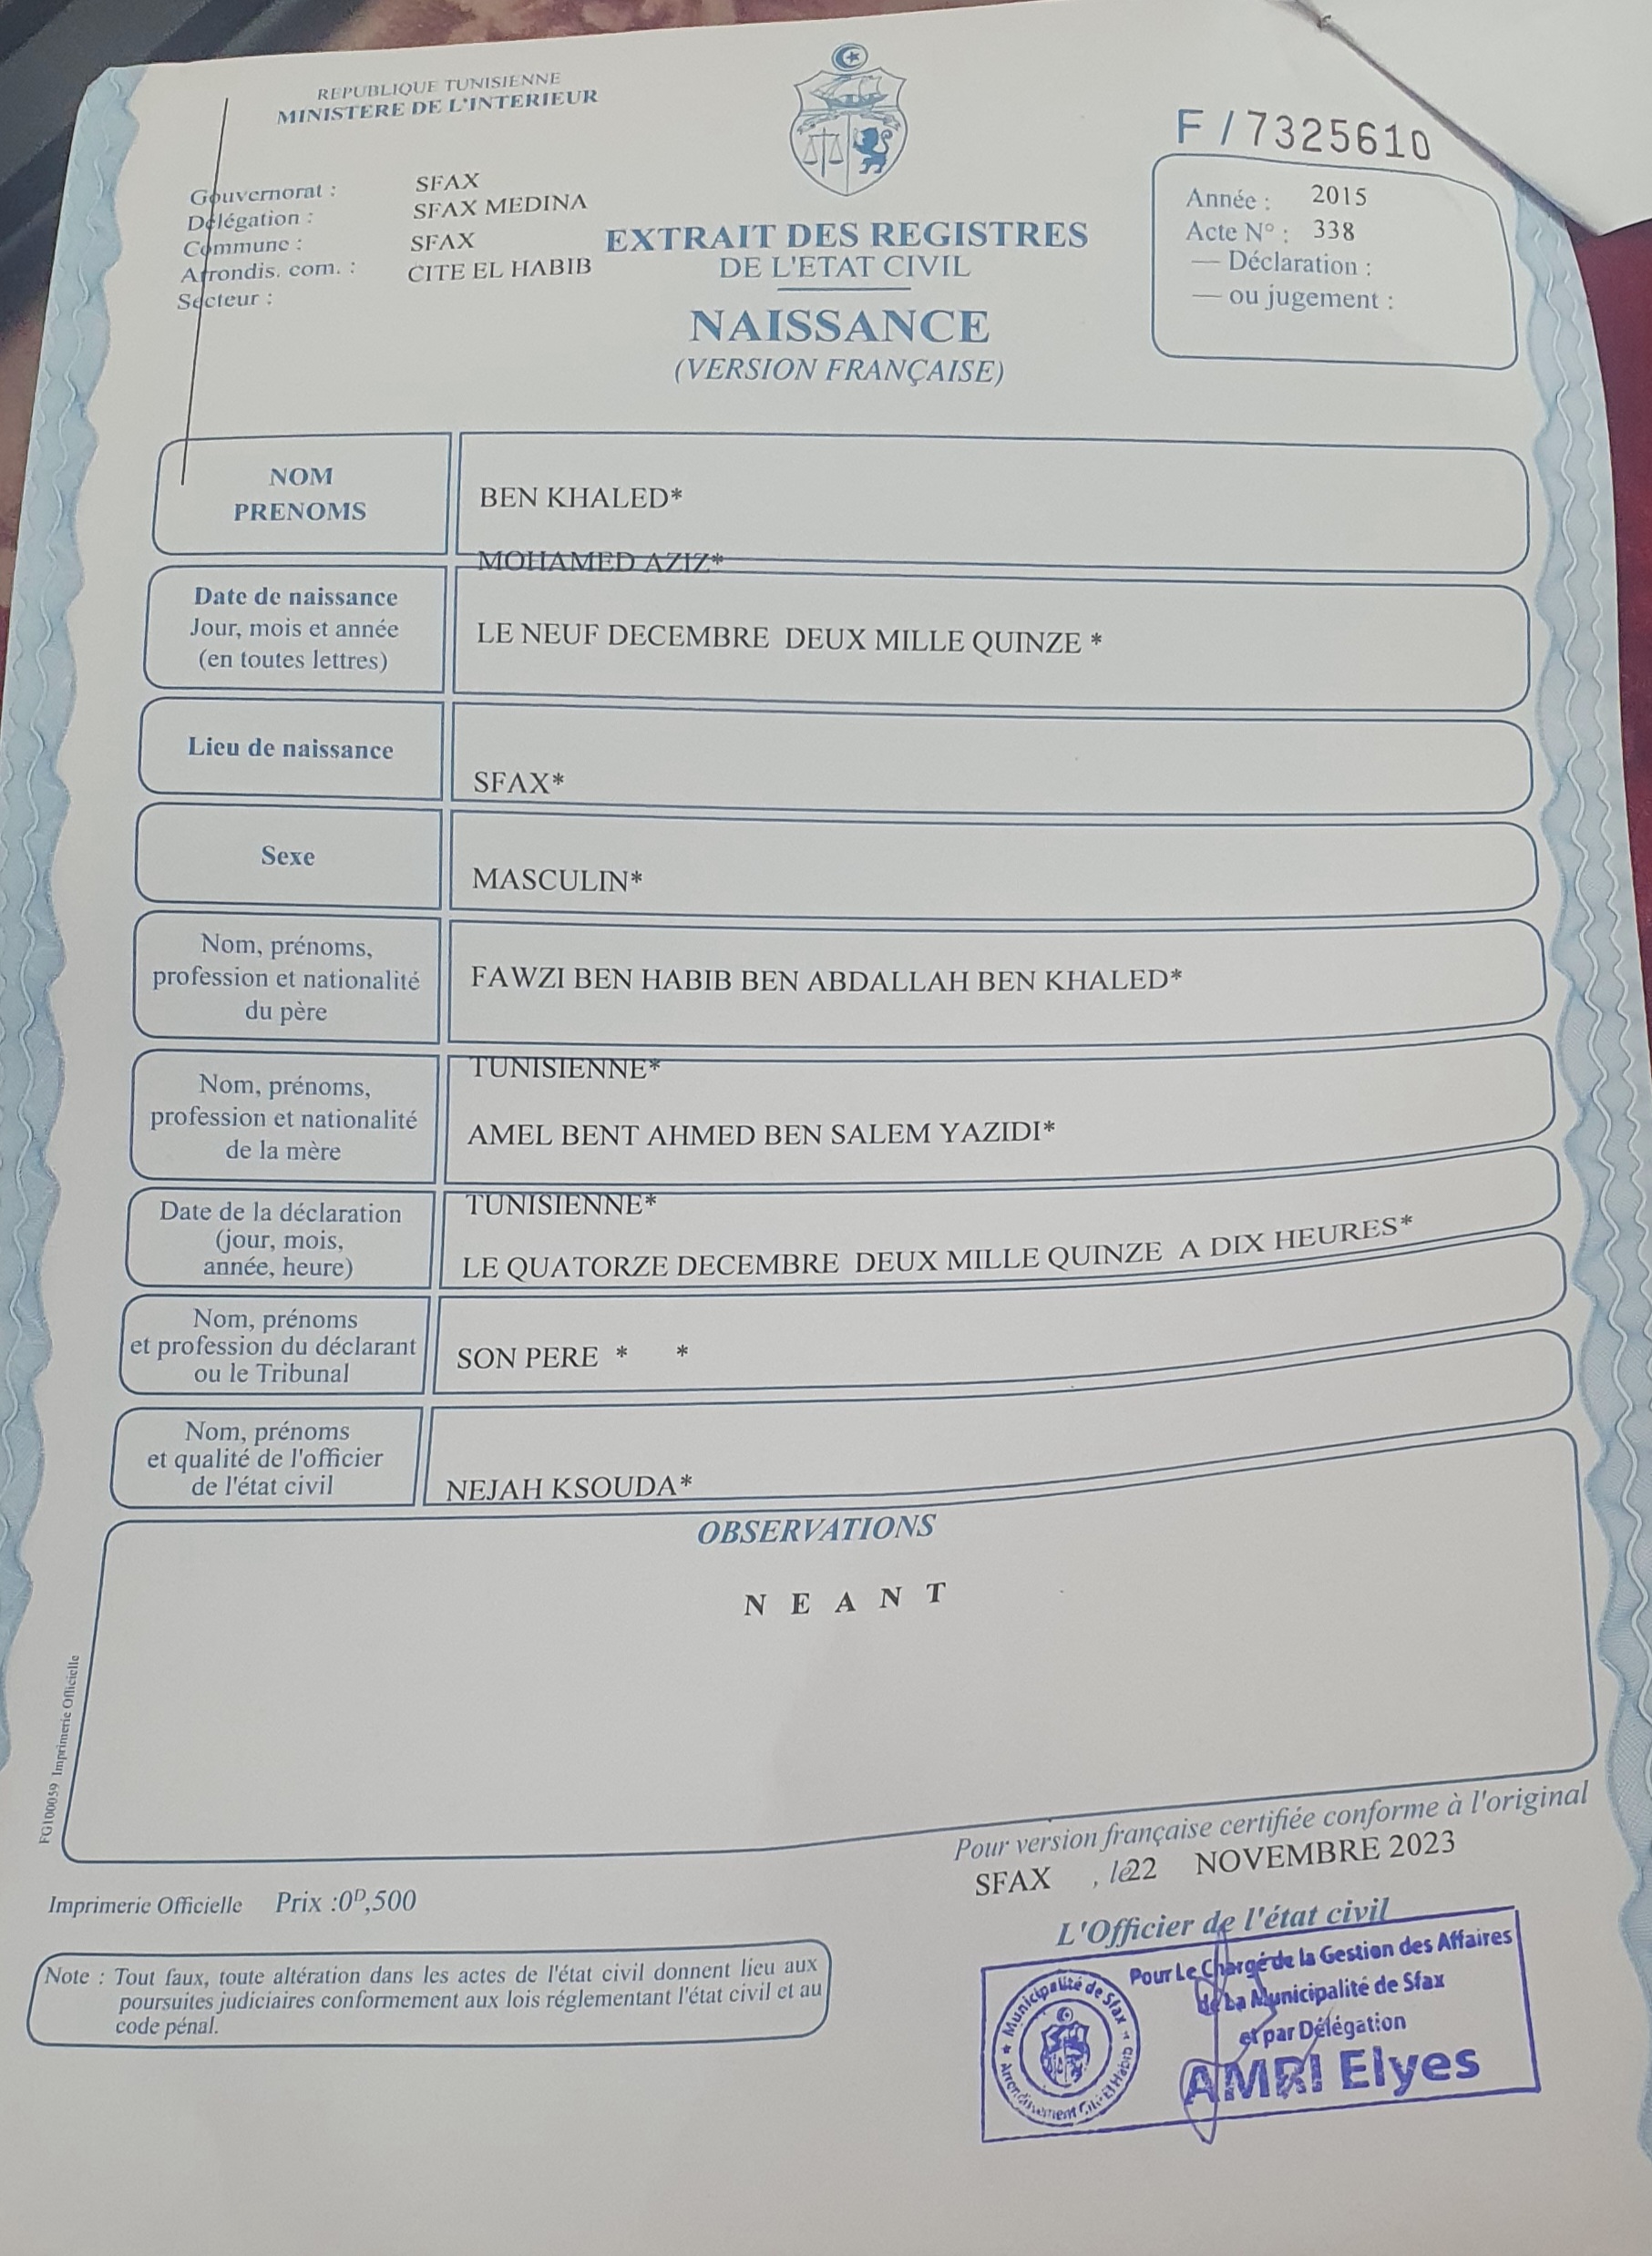 REPUBLIQUE TUNISIENNE
MINISTERE DE L'INTERIEUR
F / 7325610
Gouvernorat : SFAX
Délégation : SFAX MEDINA
Commune : SFAX
Arrondis. com. : CITE EL HABIB
Secteur :
EXTRAIT DES REGISTRES
DE L'ETAT CIVIL
NAISSANCE
(VERSION FRANÇAISE)
Année : 2015
Acte N° : 338
— Déclaration :
— ou jugement :
NOM
PRENOMS
BEN KHALED*
MOHAMED AZIZ*
Date de naissance
Jour, mois et année
(en toutes lettres)
LE NEUF DECEMBRE DEUX MILLE QUINZE *
Lieu de naissance
SFAX*
Sexe
MASCULIN*
Nom, prénoms,
profession et nationalité
du père
FAWZI BEN HABIB BEN ABDALLAH BEN KHALED*
TUNISIENNE*
Nom, prénoms,
profession et nationalité
de la mère
AMEL BENT AHMED BEN SALEM YAZIDI*
TUNISIENNE*
Date de la déclaration
(jour, mois,
année, heure)
LE QUATORZE DECEMBRE DEUX MILLE QUINZE A DIX HEURES*
Nom, prénoms
et profession du déclarant
ou le Tribunal
SON PERE * *
Nom, prénoms
et qualité de l'officier
de l'état civil
NEJAH KSOUDA*
OBSERVATIONS
N E A N T
FG100059 Imprimerie Officielle
Pour version française certifiée conforme à l'original
SFAX , le 22 NOVEMBRE 2023
L'Officier de l'état civil
Imprimerie Officielle Prix :0ᴰ,500
Note : Tout faux, toute altération dans les actes de l'état civil donnent lieu aux
poursuites judiciaires conformement aux lois réglementant l'état civil et au
code pénal.
Pour Le Chargé de la Gestion des Affaires
de La Municipalité de Sfax
et par Délégation
AMRI Elyes
Municipalité de Sfax
Arrondissement Cité El Habib